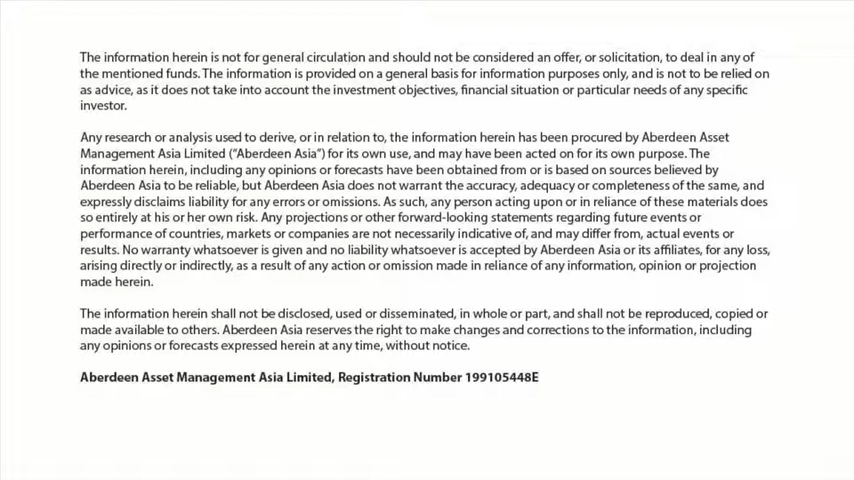 The information herein is not for general circulation and should not be considered an offer, or solicitation, to deal in any of
the mentioned funds. The information is provided on a general basis for information purposes only, and is not to be relied on
as advice, as it does not take into account the investment objectives, financial situation or particular needs of any specific
investor.
Any research or analysis used to derive, or in relation to, the information herein has been procured by Aberdeen Asset
Management Asia Limited ("Aberdeen Asia") for its own use, and may have been acted on for its own purpose. The
information herein, including any opinions or forecasts have been obtained from or is based on sources believed by
Aberdeen Asia to be reliable, but Aberdeen Asia does not warrant the accuracy, adequacy or completeness of the same, and
expressly disclaims liability for any errors or omissions. As such, any person acting upon or in reliance of these materials does
so entirely at his or her own risk. Any projections or other forward-looking statements regarding future events or
performance of countries, markets or companies are not necessarily indicative of, and may differ from, actual events or
results. No warranty whatsoever is given and no liability whatsoever is accepted by Aberdeen Asia or its affiliates, for any loss,
arising directly or indirectly, as a result of any action or omission made in reliance of any information, opinion or projection
made herein.
The information herein shall not be disclosed, used or disseminated, in whole or part, and shall not be reproduced, copied or
made available to others. Aberdeen Asia reserves the right to make changes and corrections to the information, including
any opinions or forecasts expressed herein at any time, without notice.
Aberdeen Asset Management Asia Limited, Registration Number 199105448E